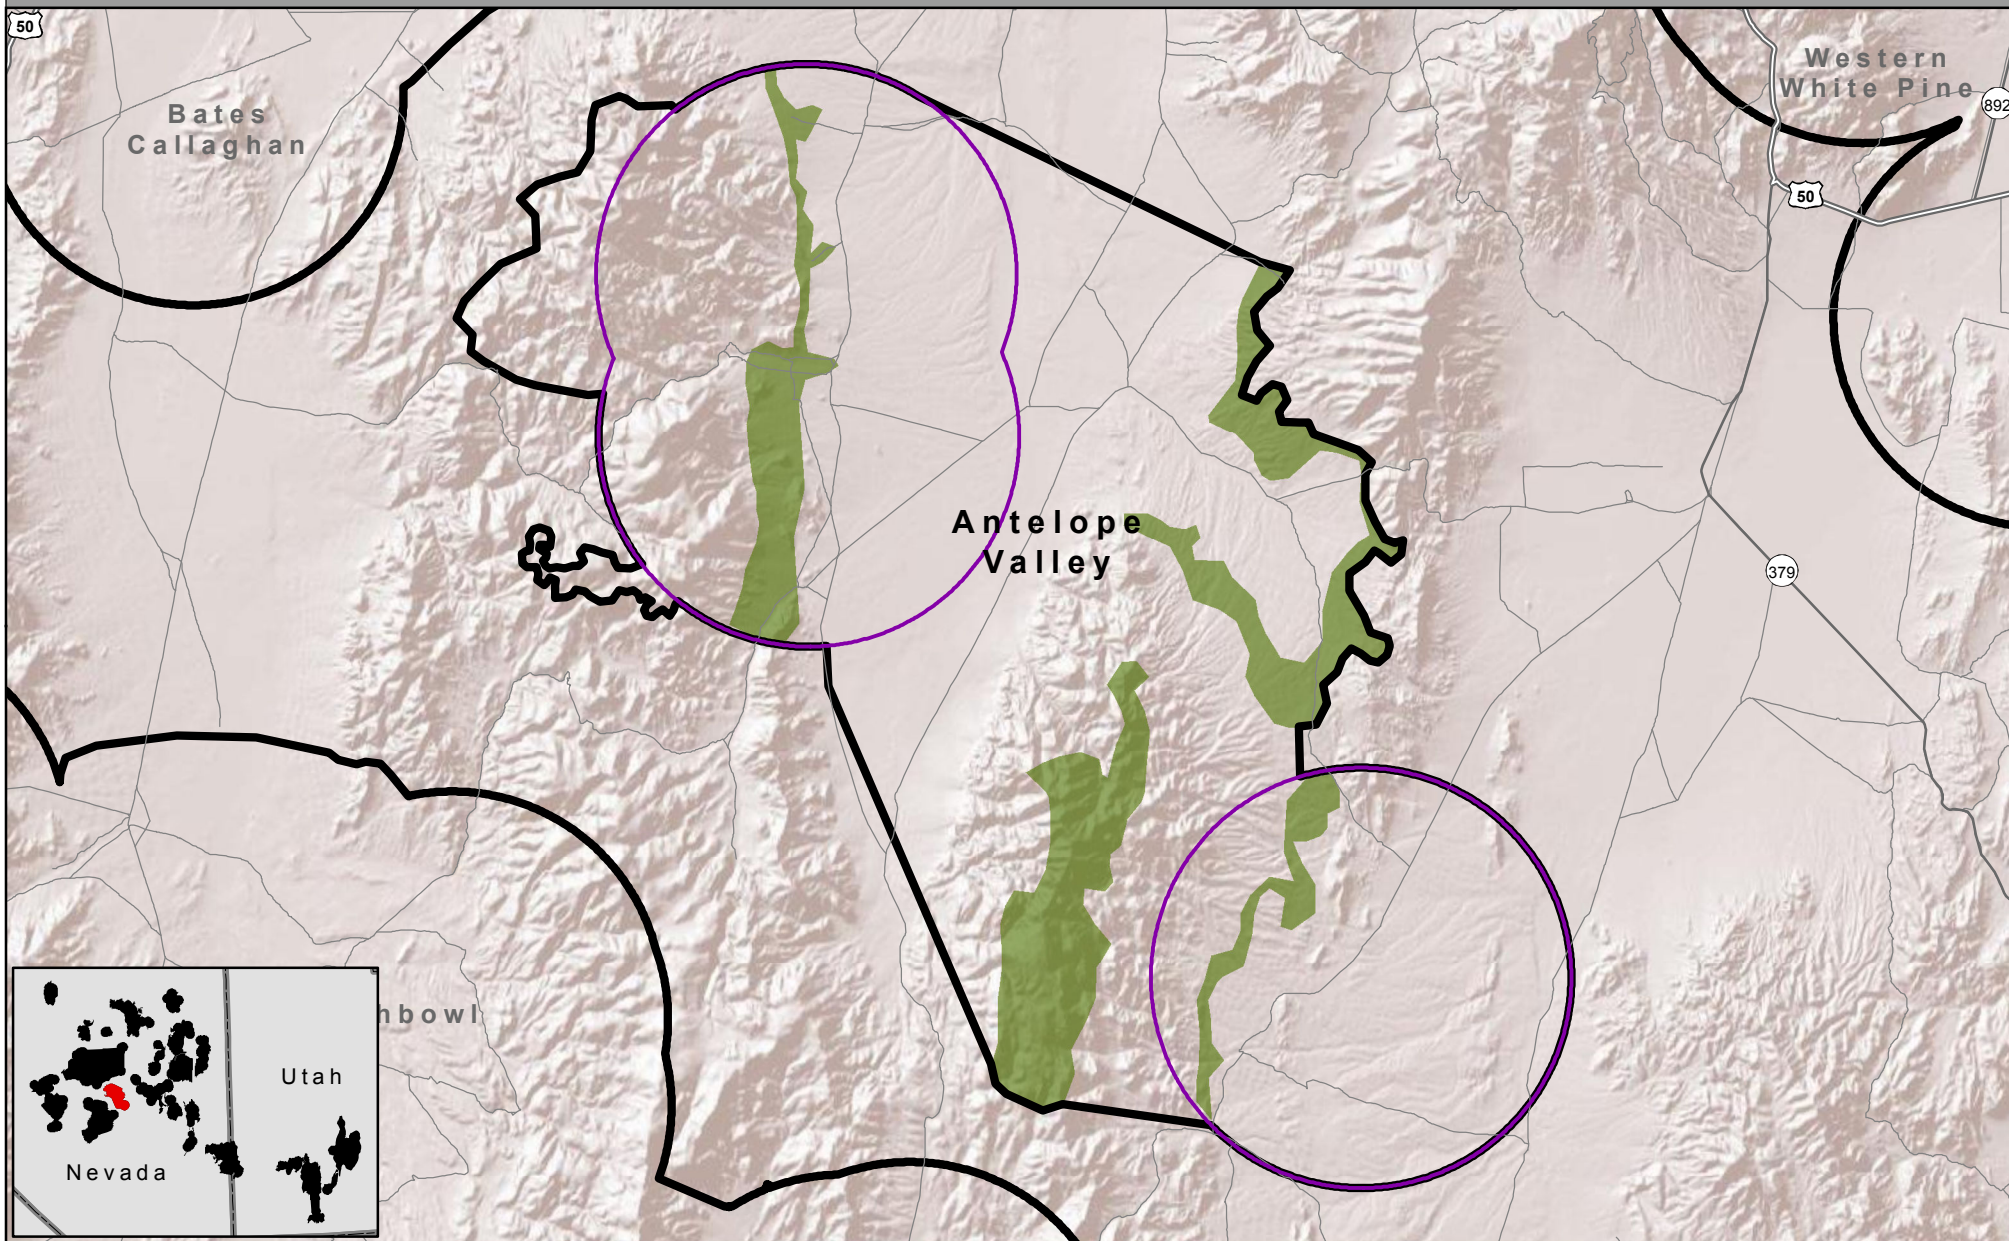 50
Western
White Pine
892
Bates
Callaghan
50
Antelope
Valley
379
hbowl
Utah
Nevada